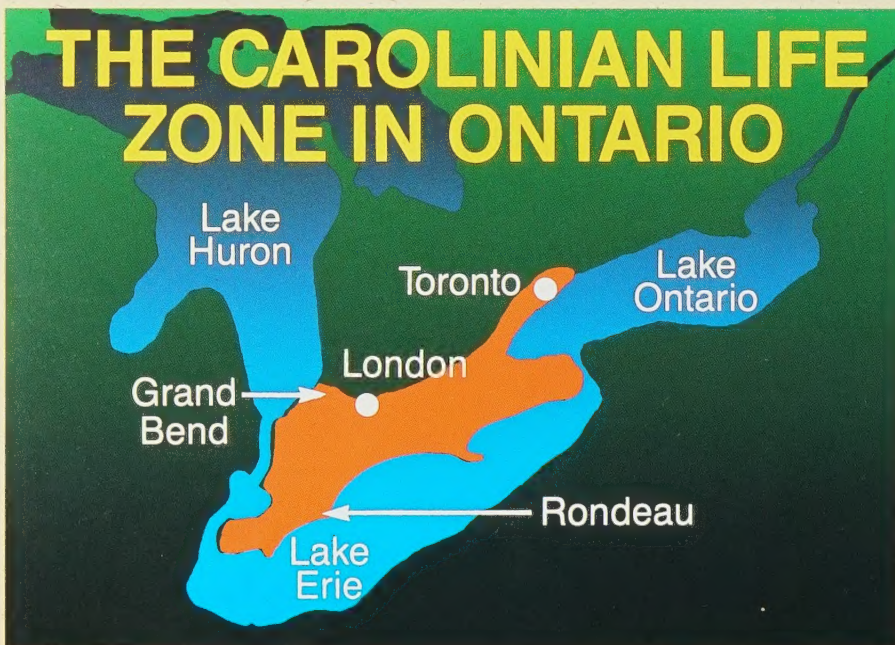 THE CAROLINIAN LIFE
ZONE IN ONTARIO
Lake
Huron
Toronto
Lake
Ontario
London
Grand
Bend
Rondeau
Lake
Erie